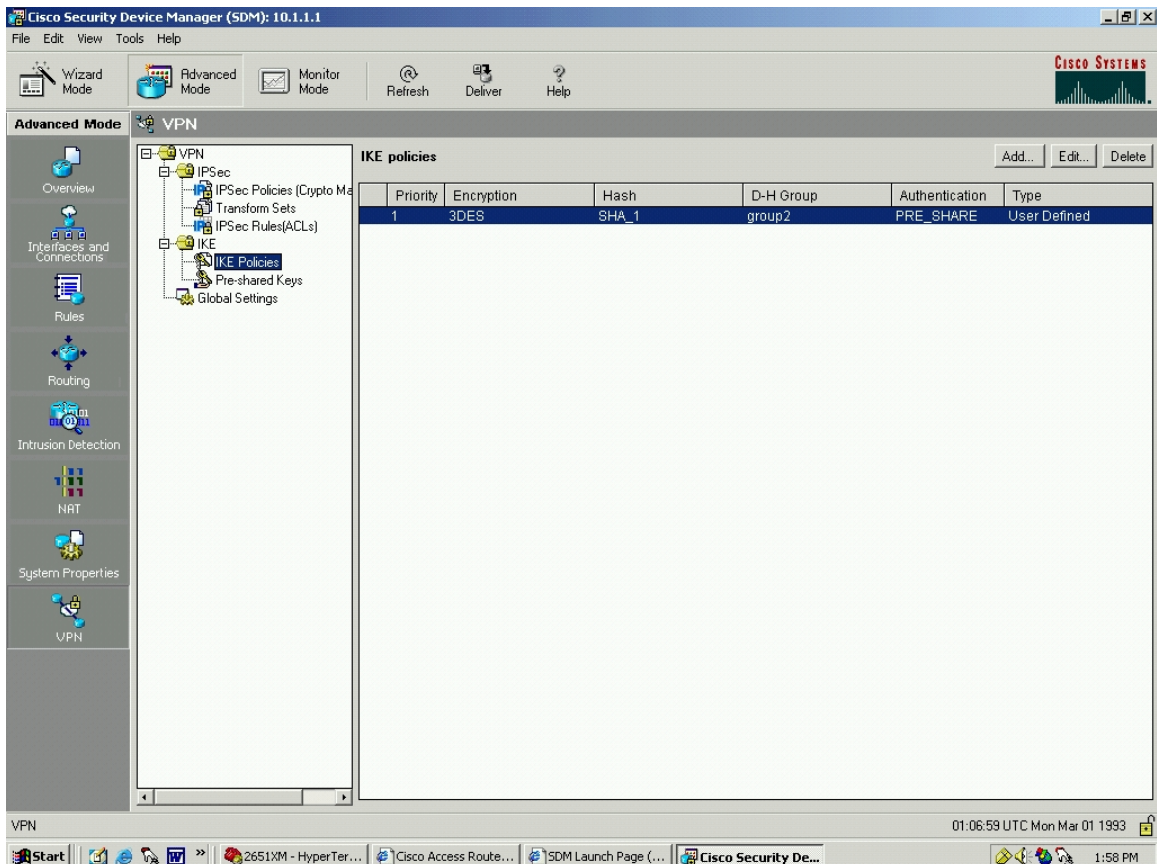 Cisco Security Device Manager (SDM): 10.1.1.1
File Edit View Tools Help
Wizard Mode
Advanced Mode
Monitor Mode
Refresh
Deliver
Help
CISCO SYSTEMS
Advanced Mode
VPN
Overview
Interfaces and Connections
Rules
Routing
Intrusion Detection
NAT
System Properties
VPN
VPN
IPSec
IPSec Policies (Crypto Ma
Transform Sets
IPSec Rules(ACLs)
IKE
IKE Policies
Pre-shared Keys
Global Settings
IKE policies
Add... Edit... Delete
Priority Encryption Hash D-H Group Authentication Type
1 3DES SHA_1 group2 PRE_SHARE User Defined
VPN
01:06:59 UTC Mon Mar 01 1993
Start
2651XM - HyperTer...
Cisco Access Route...
SDM Launch Page (...
Cisco Security De...
1:58 PM